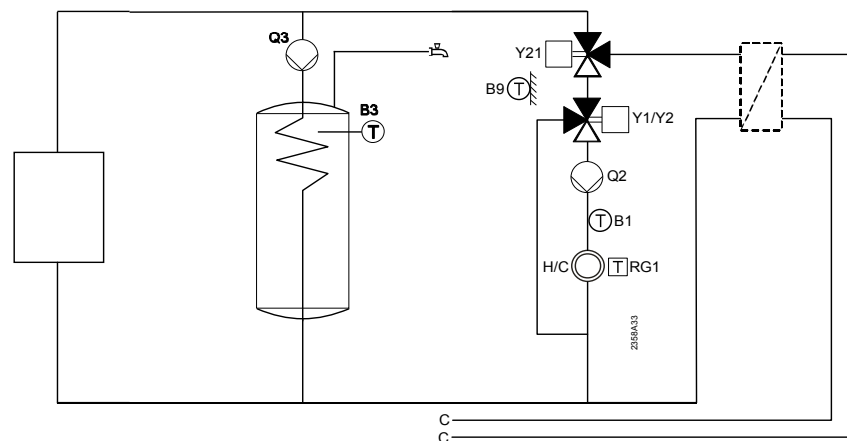 Q3
Y21
B9 T
B3
T
Y1/Y2
Q2
T B1
H/C T RG1
2358A33
C
C